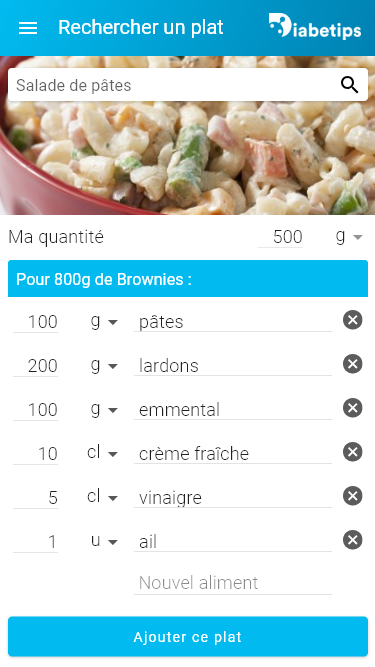 Rechercher un plat
Diabetips
Salade de pâtes
Ma quantité 500 g
Pour 800g de Brownies :
100 g pâtes
200 g lardons
100 g emmental
10 cl crème fraîche
5 cl vinaigre
1 u ail
Nouvel aliment
Ajouter ce plat